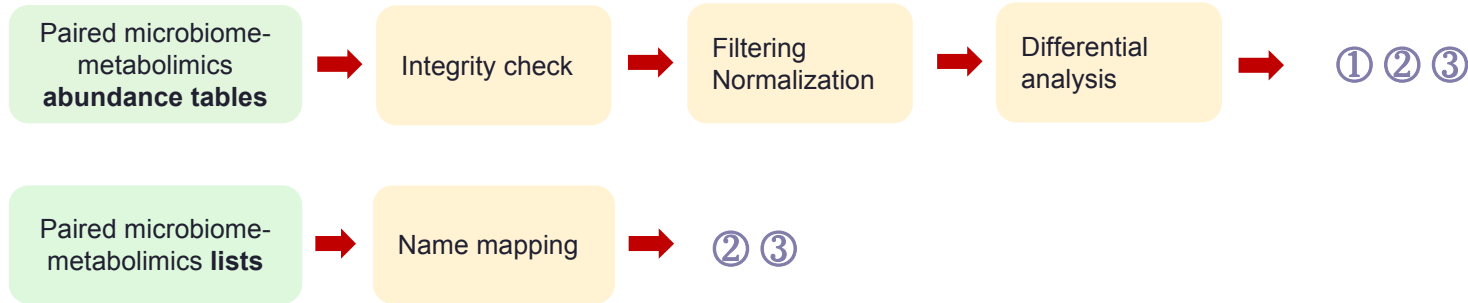 Paired microbiome-
metabolimics
abundance tables
Integrity check
Filtering
Normalization
Differential
analysis
① ② ③
Paired microbiome-
metabolimics lists
Name mapping
② ③